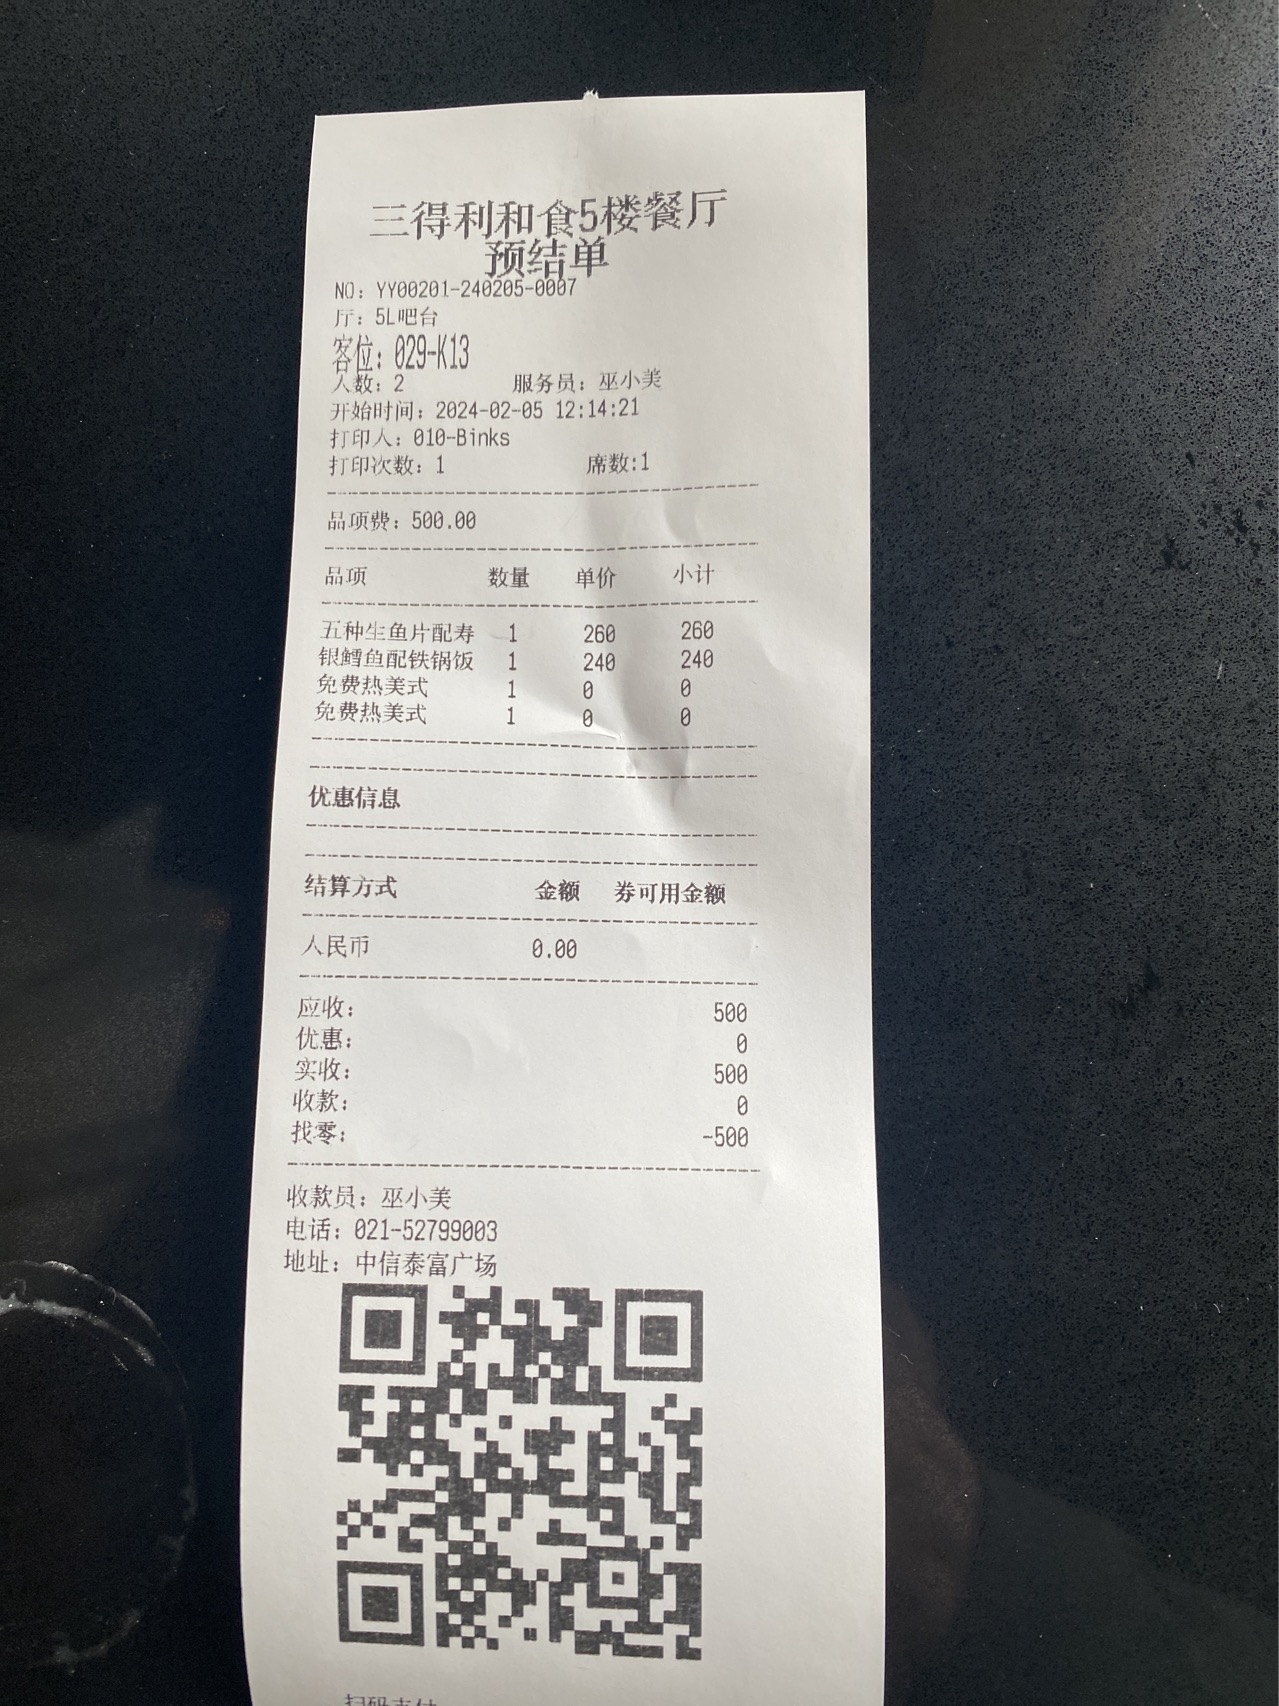 三得利和食5楼餐厅
预结单
NO: YY00201-240205-0007
厅: 5L吧台
客位: 029-K13
人数: 2 服务员: 巫小美
开始时间: 2024-02-05 12:14:21
打印人: 010-Binks
打印次数: 1 席数:1
品项费: 500.00
品项 数量 单价 小计
五种生鱼片配寿 1 260 260
银鳕鱼配铁锅饭 1 240 240
免费热美式 1 0 0
免费热美式 1 0 0
优惠信息
结算方式 金额 券可用金额
人民币 0.00
应收: 500
优惠: 0
实收: 500
收款: 0
找零: -500
收款员: 巫小美
电话: 021-52799003
地址: 中信泰富广场
扫码支付